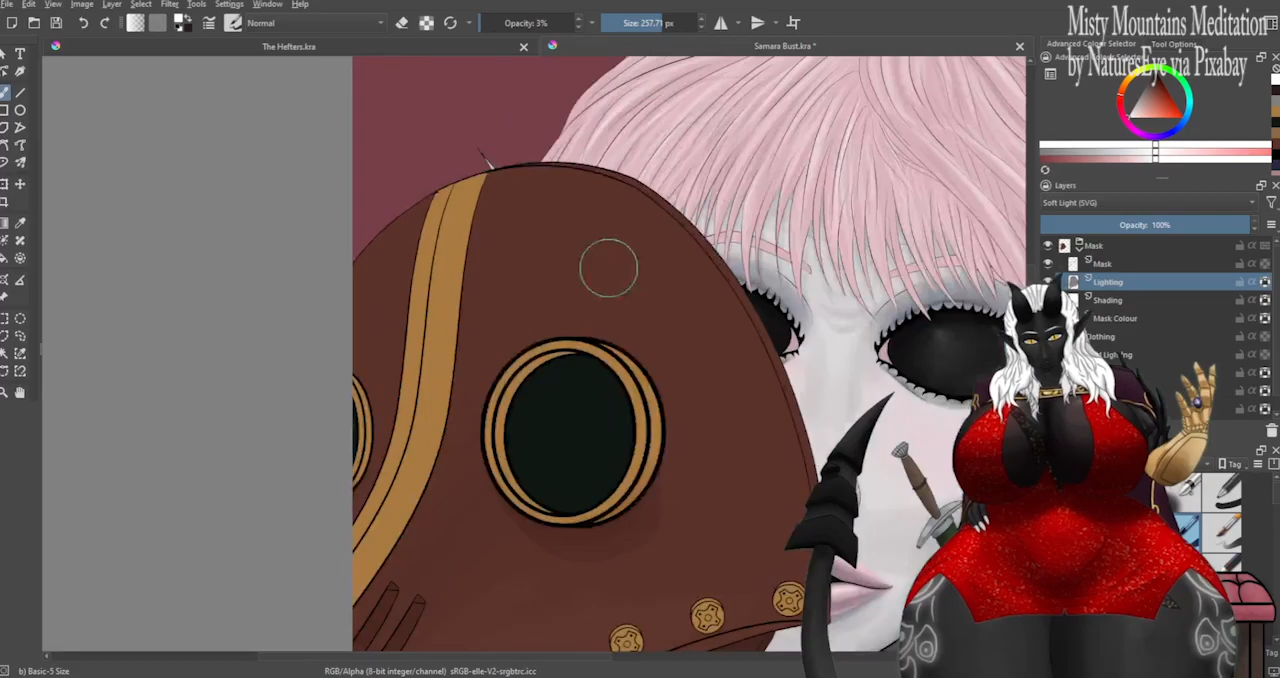 File Edit View Image Layer Select Filter Tools Settings Window Help
Misty Mountains Meditation
by NaturesEye via Pixabay
Normal
Opacity: 3%
Size: 257.71 px
The Hefters.kra
Samara Bust.kra *
Advanced Colour Selector
Tool Options
Layers
Soft Light (SVG)
Opacity: 100%
Mask
Mask
Lighting
Shading
Mask Colour
Clothing
Lighting
Tag
Tag
b) Basic-5 Size
RGB/Alpha (8-bit integer/channel) sRGB-elle-V2-srgbtrc.icc